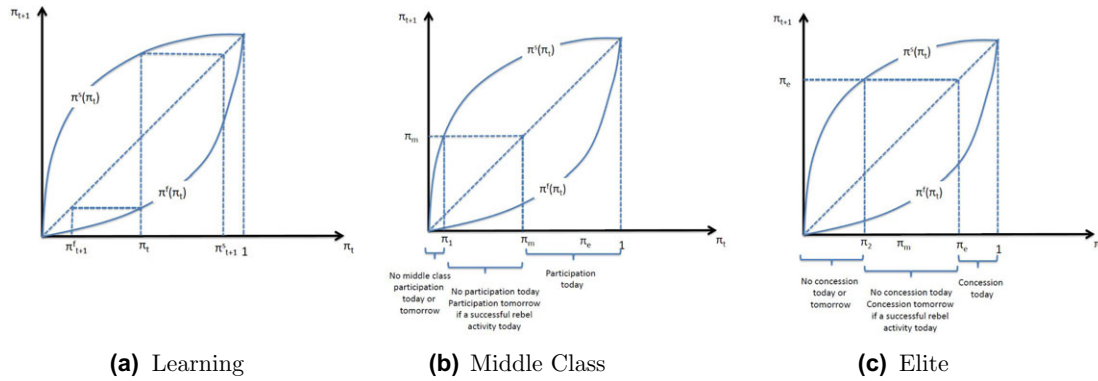 π_{t+1}
π^s(π_t)
π^f(π_t)
π^f_{t+1}
π_t
π^s_{t+1}
1
π_t
(a) Learning
π_{t+1}
π^s(π_t)
π_m
π^f(π_t)
π_1
π_m
π_e
1
π_t
No middle class
participation
today or
tomorrow
No participation today
Participation tomorrow
if a successful rebel
activity today
Participation
today
(b) Middle Class
π_{t+1}
π^s(π_t)
π_e
π^f(π_t)
π_2
π_m
π_e
1
π
No concession
today or
tomorrow
No concession today
Concession tomorrow
if a successful rebel
activity today
Concession
today
(c) Elite